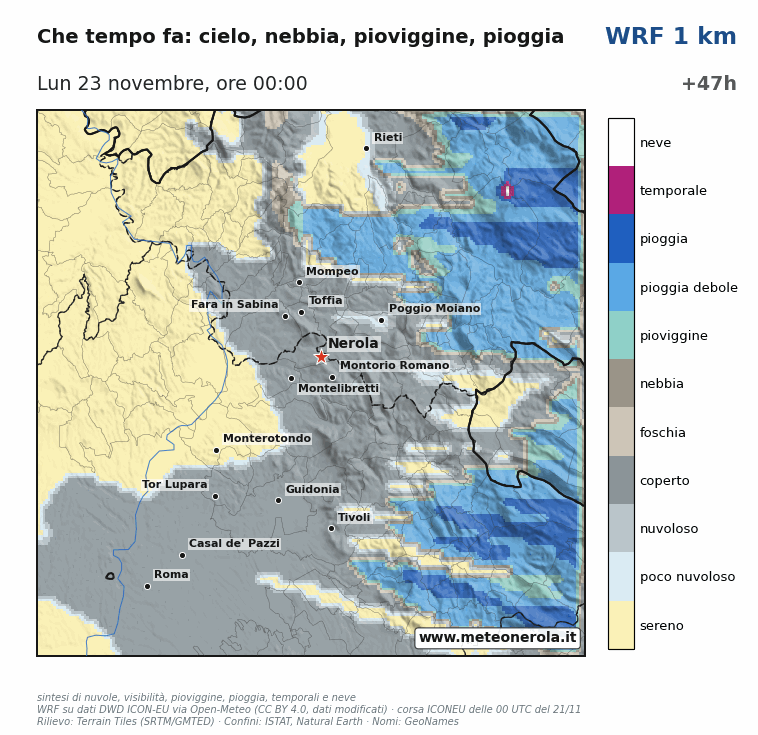 Che tempo fa: cielo, nebbia, pioviggine, pioggia
WRF 1 km
Lun 23 novembre, ore 00:00
+47h
Rieti
Mompeo
Fara in Sabina
Toffia
Poggio Moiano
Nerola
Montorio Romano
Montelibretti
Monterotondo
Tor Lupara
Guidonia
Tivoli
Casal de' Pazzi
Roma
www.meteonerola.it
neve
temporale
pioggia
pioggia debole
pioviggine
nebbia
foschia
coperto
nuvoloso
poco nuvoloso
sereno
sintesi di nuvole, visibilità, pioviggine, pioggia, temporali e neve
WRF su dati DWD ICON-EU via Open-Meteo (CC BY 4.0, dati modificati) · corsa ICONEU delle 00 UTC del 21/11
Rilievo: Terrain Tiles (SRTM/GMTED) · Confini: ISTAT, Natural Earth · Nomi: GeoNames